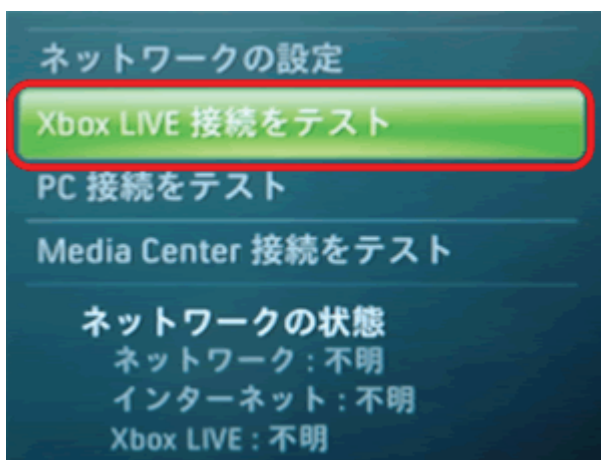 ネットワークの設定
Xbox LIVE 接続をテスト
PC 接続をテスト
Media Center 接続をテスト
ネットワークの状態
ネットワーク : 不明
インターネット : 不明
Xbox LIVE : 不明